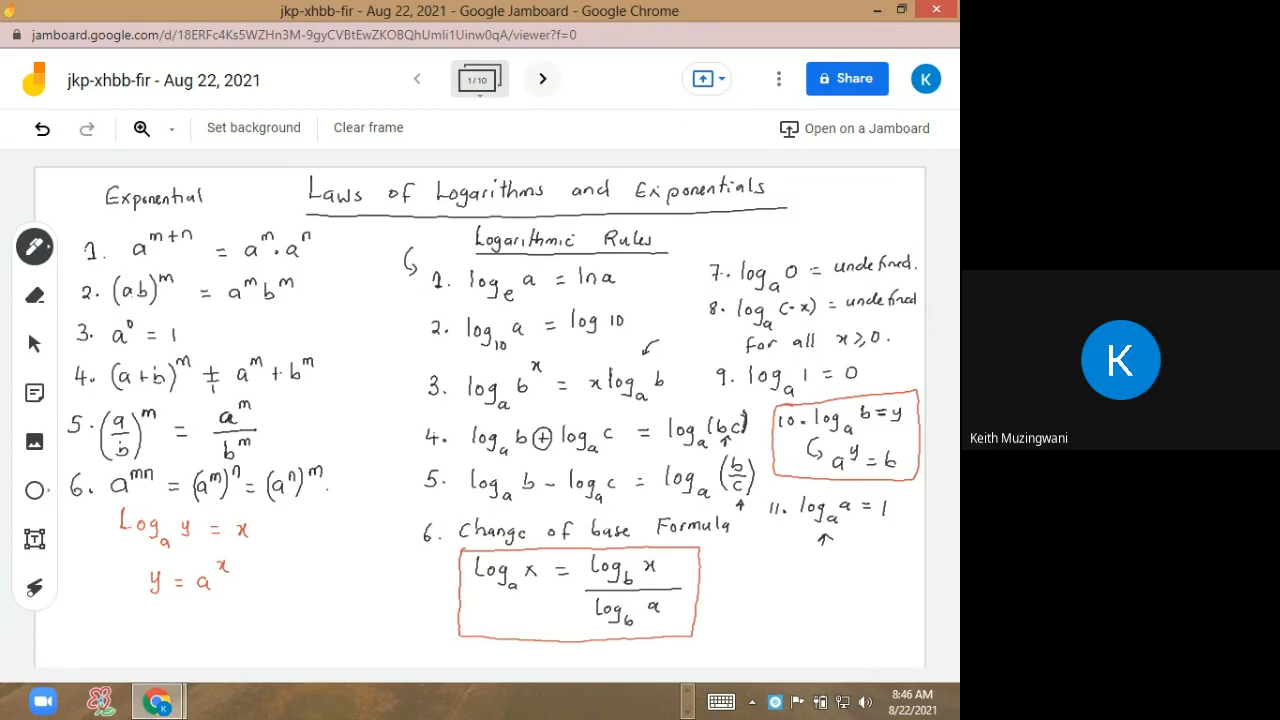 jkp-xhbb-fir - Aug 22, 2021 - Google Jamboard - Google Chrome
jamboard.google.com/d/18ERFc4Ks5WZHn3M-9gyCVBtEwZKOBQhUmli1Uinw0qA/viewer?f=0
jkp-xhbb-fir - Aug 22, 2021
1/10
Share
K
Set background
Clear frame
Open on a Jamboard
Laws of Logarithms and Exponentials
Exponential
1. a^{m+n} = a^m · a^n
2. (ab)^m = a^m b^m
3. a^0 = 1
4. (a+b)^m ≠ a^m + b^m
5. (a/b)^m = a^m / b^m
6. a^{mn} = (a^m)^n = (a^n)^m.
Log_a y = x
y = a^x
Logarithmic Rules
1. log_e a = ln a
2. log_10 a = log 10
3. log_a b^x = x log_a b
4. log_a b + log_a c = log_a (bc)
5. log_a b - log_a c = log_a (b/c)
6. Change of base Formula
Log_a x = log_b x / log_b a
7. log_a 0 = undefined.
8. log_a (-x) = undefined
for all x ≥ 0.
9. log_a 1 = 0
10. log_a b = y
a^y = b
11. log_a a = 1
K
Keith Muzingwani
8:46 AM
8/22/2021